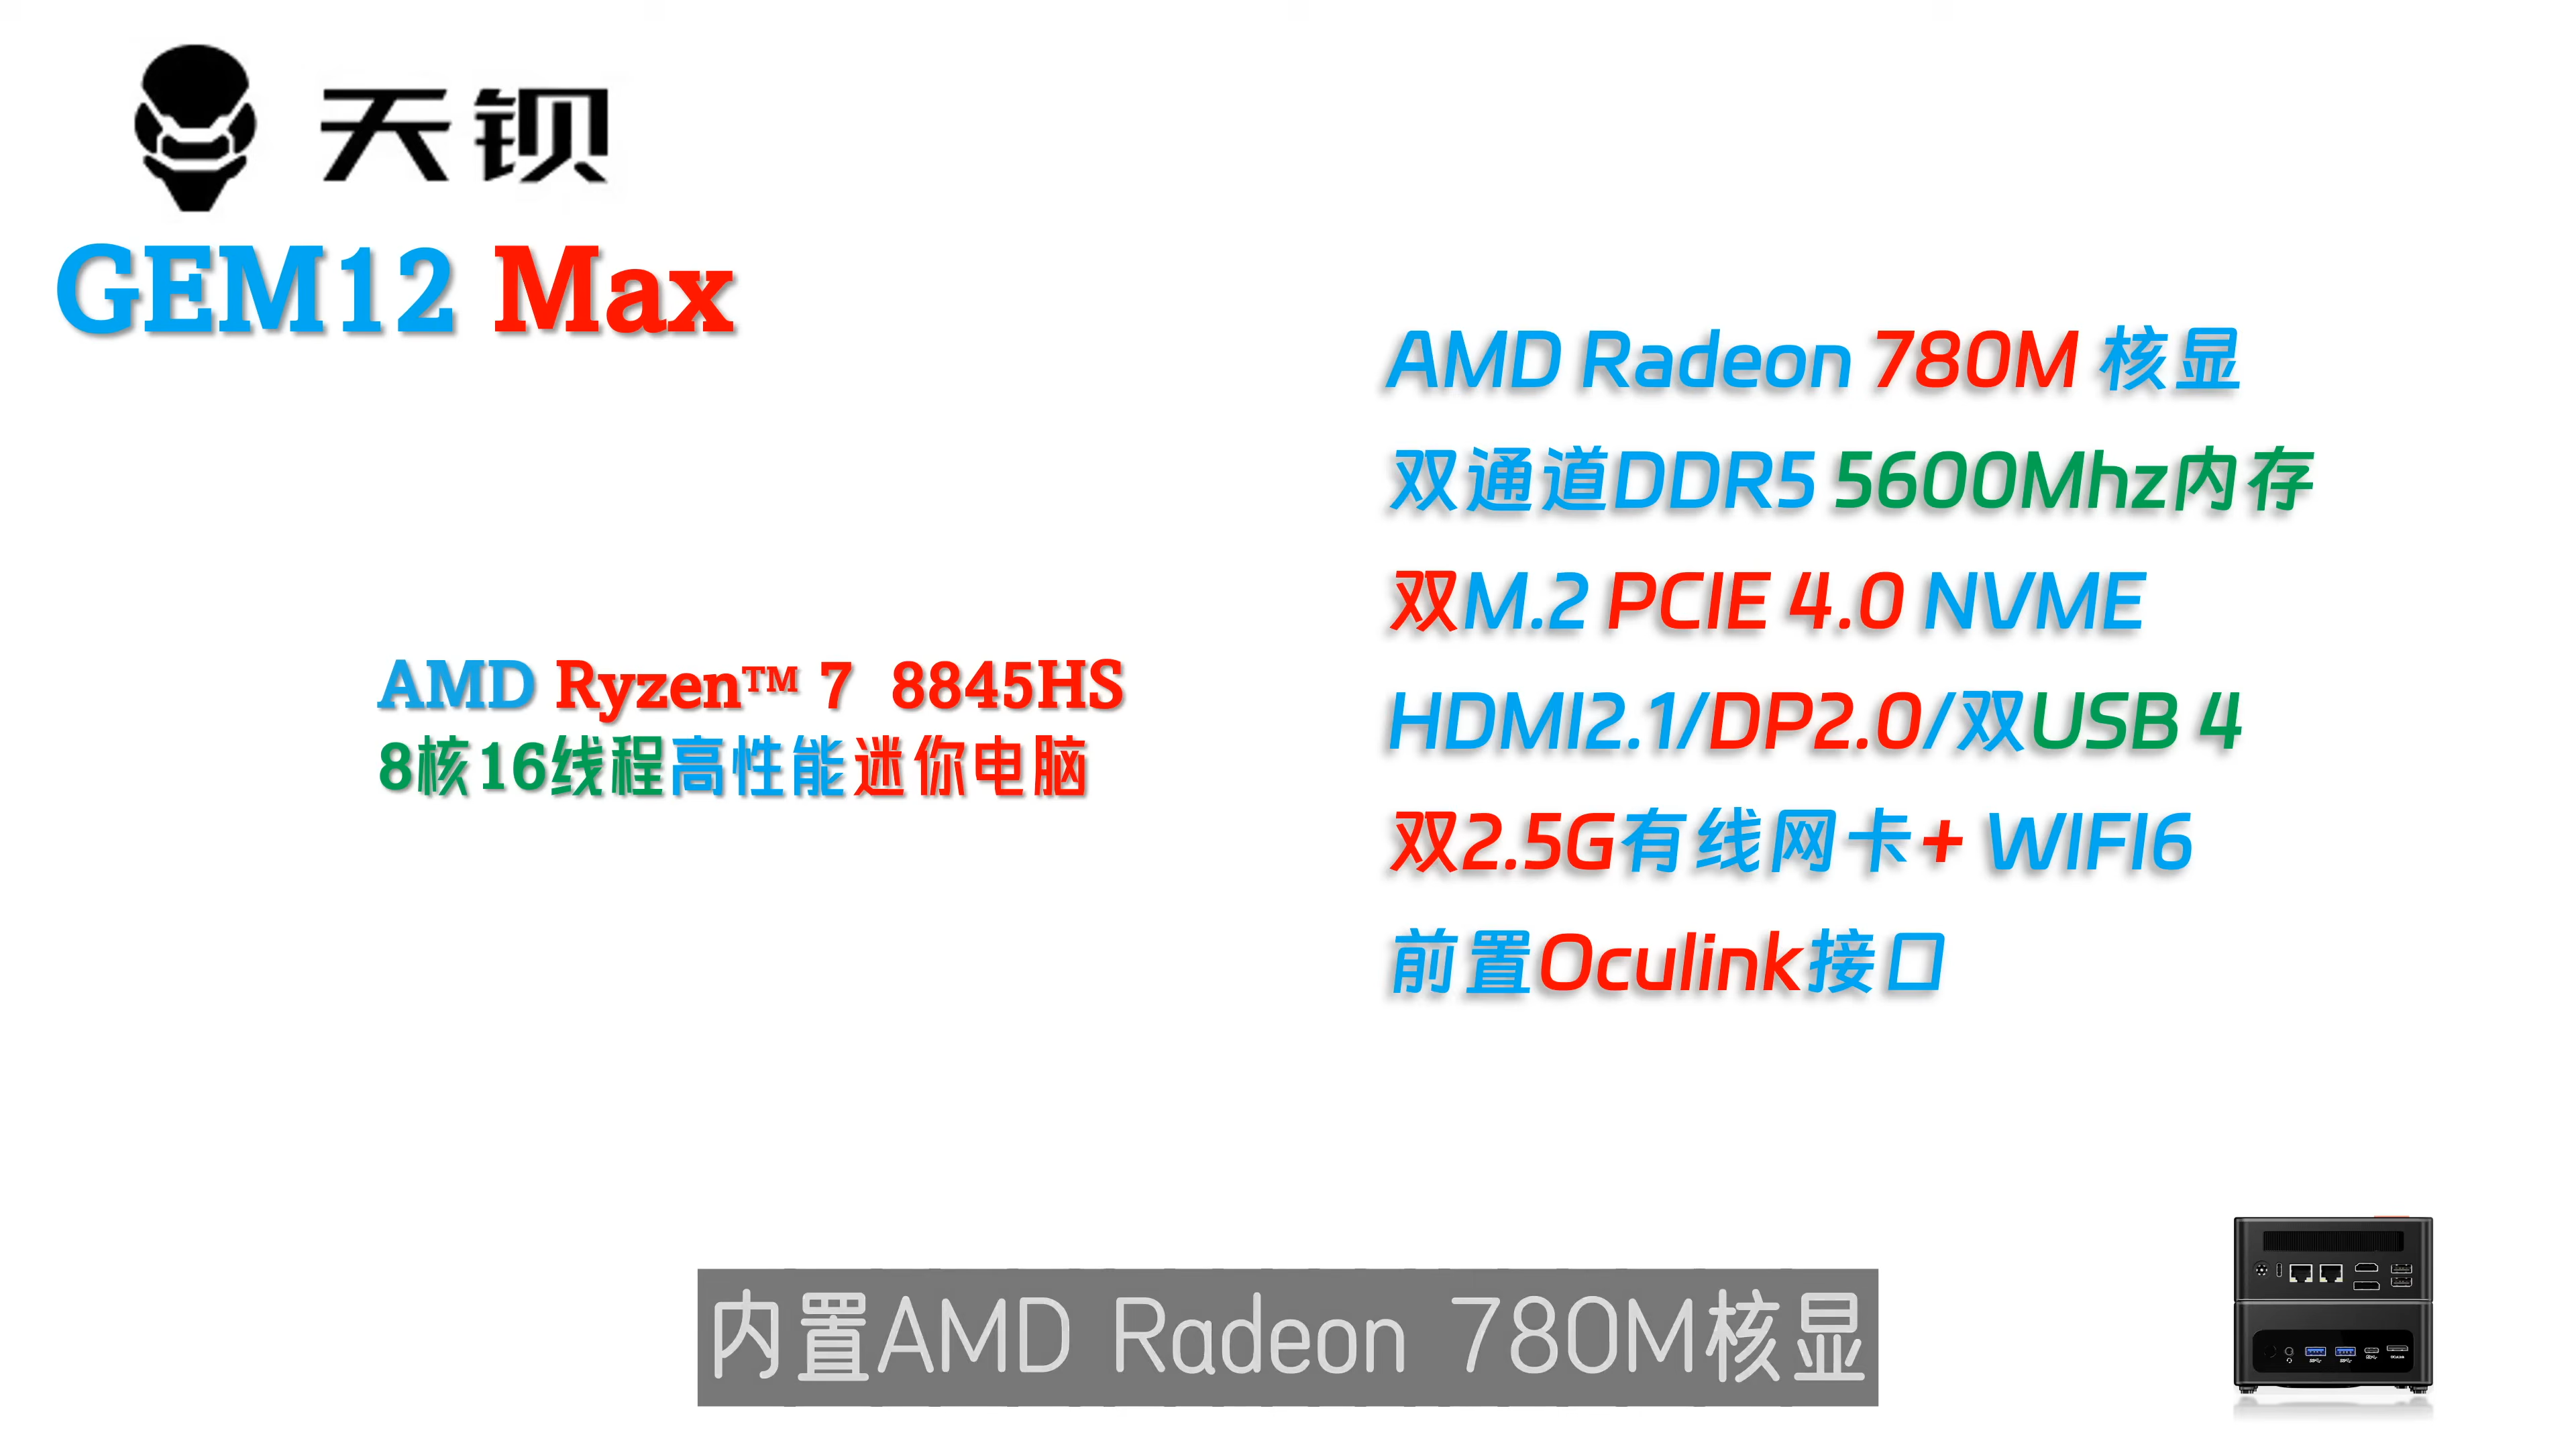 天钡
GEM12 Max
AMD Ryzen™ 7 8845HS
8核16线程高性能迷你电脑
AMD Radeon 780M 核显
双通道DDR5 5600Mhz内存
双M.2 PCIE 4.0 NVME
HDMI2.1/DP2.0/双USB 4
双2.5G有线网卡+ WIFI6
前置Oculink接口
内置AMD Radeon 780M核显